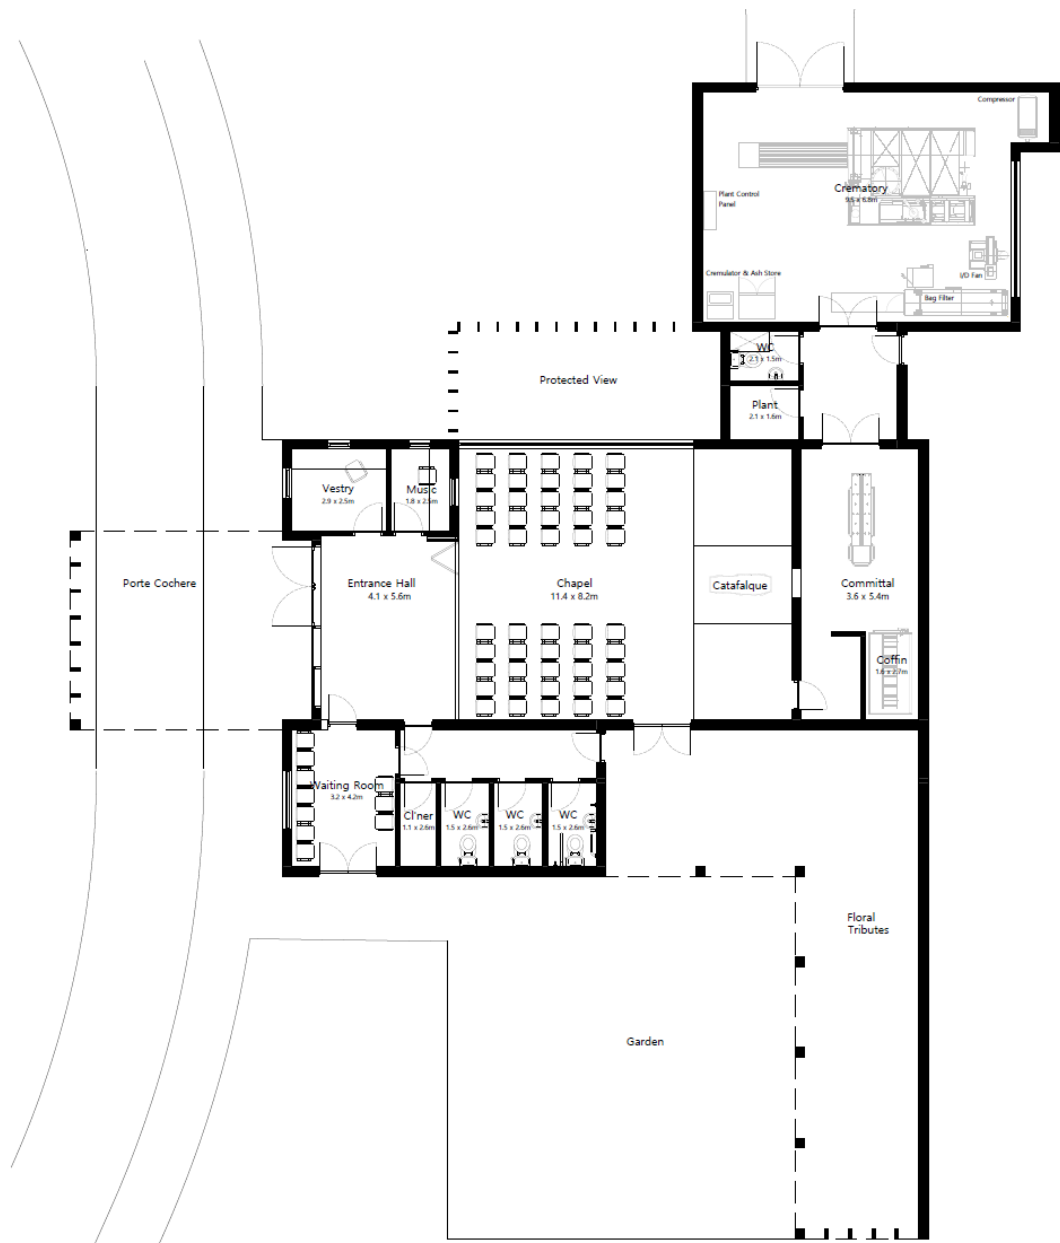 Compressor
Crematory
9.5 x 6.8m
Plant Control
Panel
I/D Fan
Cremulator & Ash Store
Bag Filter
WC
2.1 x 1.5m
Protected View
Plant
2.1 x 1.6m
Vestry
2.9 x 2.5m
Music
1.8 x 2.5m
Porte Cochere
Entrance Hall
4.1 x 5.6m
Chapel
11.4 x 8.2m
Catafalque
Committal
3.6 x 5.4m
Coffin
1.6 x 2.7m
Waiting Room
3.2 x 4.2m
Cl'ner
1.1 x 2.6m
WC
1.5 x 2.6m
WC
1.5 x 2.6m
WC
1.5 x 2.6m
Floral
Tributes
Garden